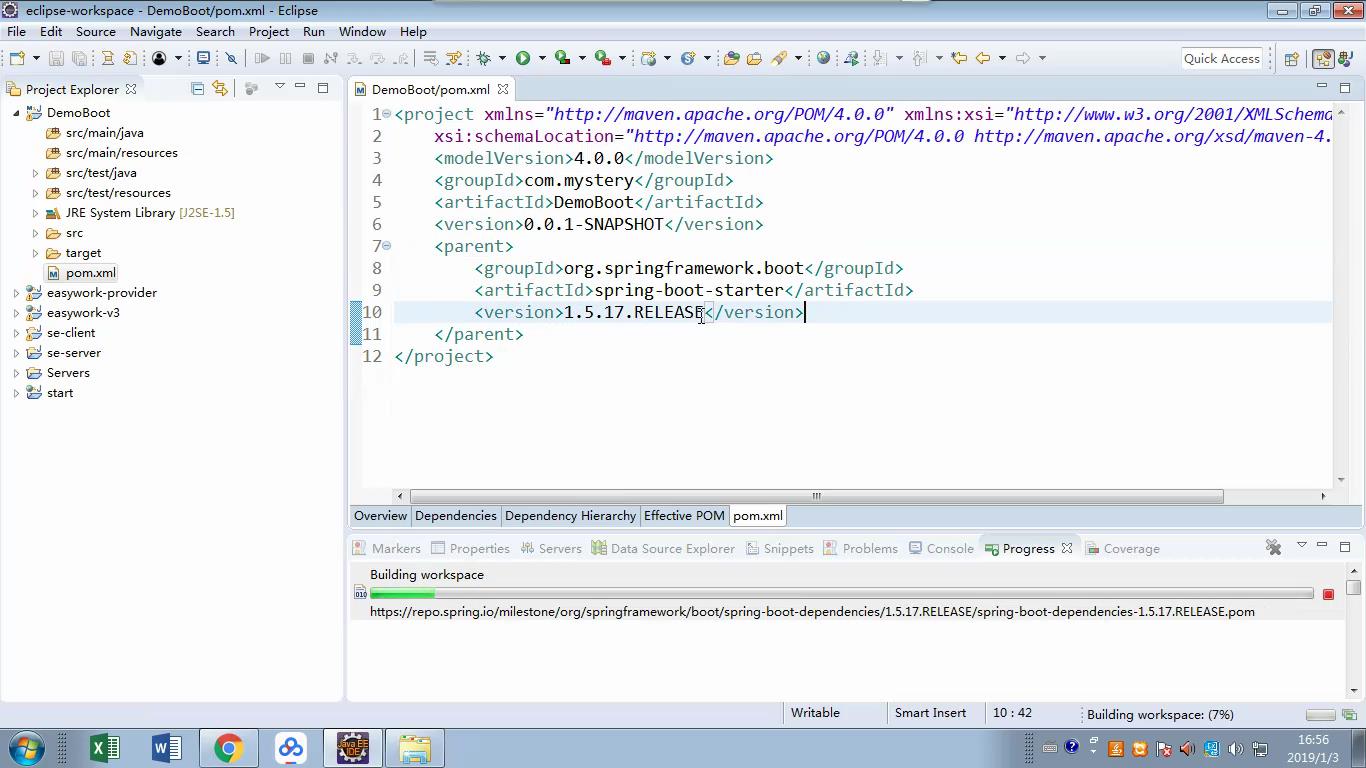 eclipse-workspace - DemoBoot/pom.xml - Eclipse
File Edit Source Navigate Search Project Run Window Help
Quick Access
Project Explorer
DemoBoot
src/main/java
src/main/resources
src/test/java
src/test/resources
JRE System Library [J2SE-1.5]
src
target
pom.xml
easywork-provider
easywork-v3
se-client
se-server
Servers
start
DemoBoot/pom.xml
1 <project xmlns="http://maven.apache.org/POM/4.0.0" xmlns:xsi="http://www.w3.org/2001/XMLSchema
2 xsi:schemaLocation="http://maven.apache.org/POM/4.0.0 http://maven.apache.org/xsd/maven-4.
3 <modelVersion>4.0.0</modelVersion>
4 <groupId>com.mystery</groupId>
5 <artifactId>DemoBoot</artifactId>
6 <version>0.0.1-SNAPSHOT</version>
7 <parent>
8 <groupId>org.springframework.boot</groupId>
9 <artifactId>spring-boot-starter</artifactId>
10 <version>1.5.17.RELEASE</version>
11 </parent>
12 </project>
Overview Dependencies Dependency Hierarchy Effective POM pom.xml
Markers Properties Servers Data Source Explorer Snippets Problems Console Progress Coverage
Building workspace
https://repo.spring.io/milestone/org/springframework/boot/spring-boot-dependencies/1.5.17.RELEASE/spring-boot-dependencies-1.5.17.RELEASE.pom
Writable Smart Insert 10 : 42 Building workspace: (7%)
Java EE
IDE
16:56
2019/1/3